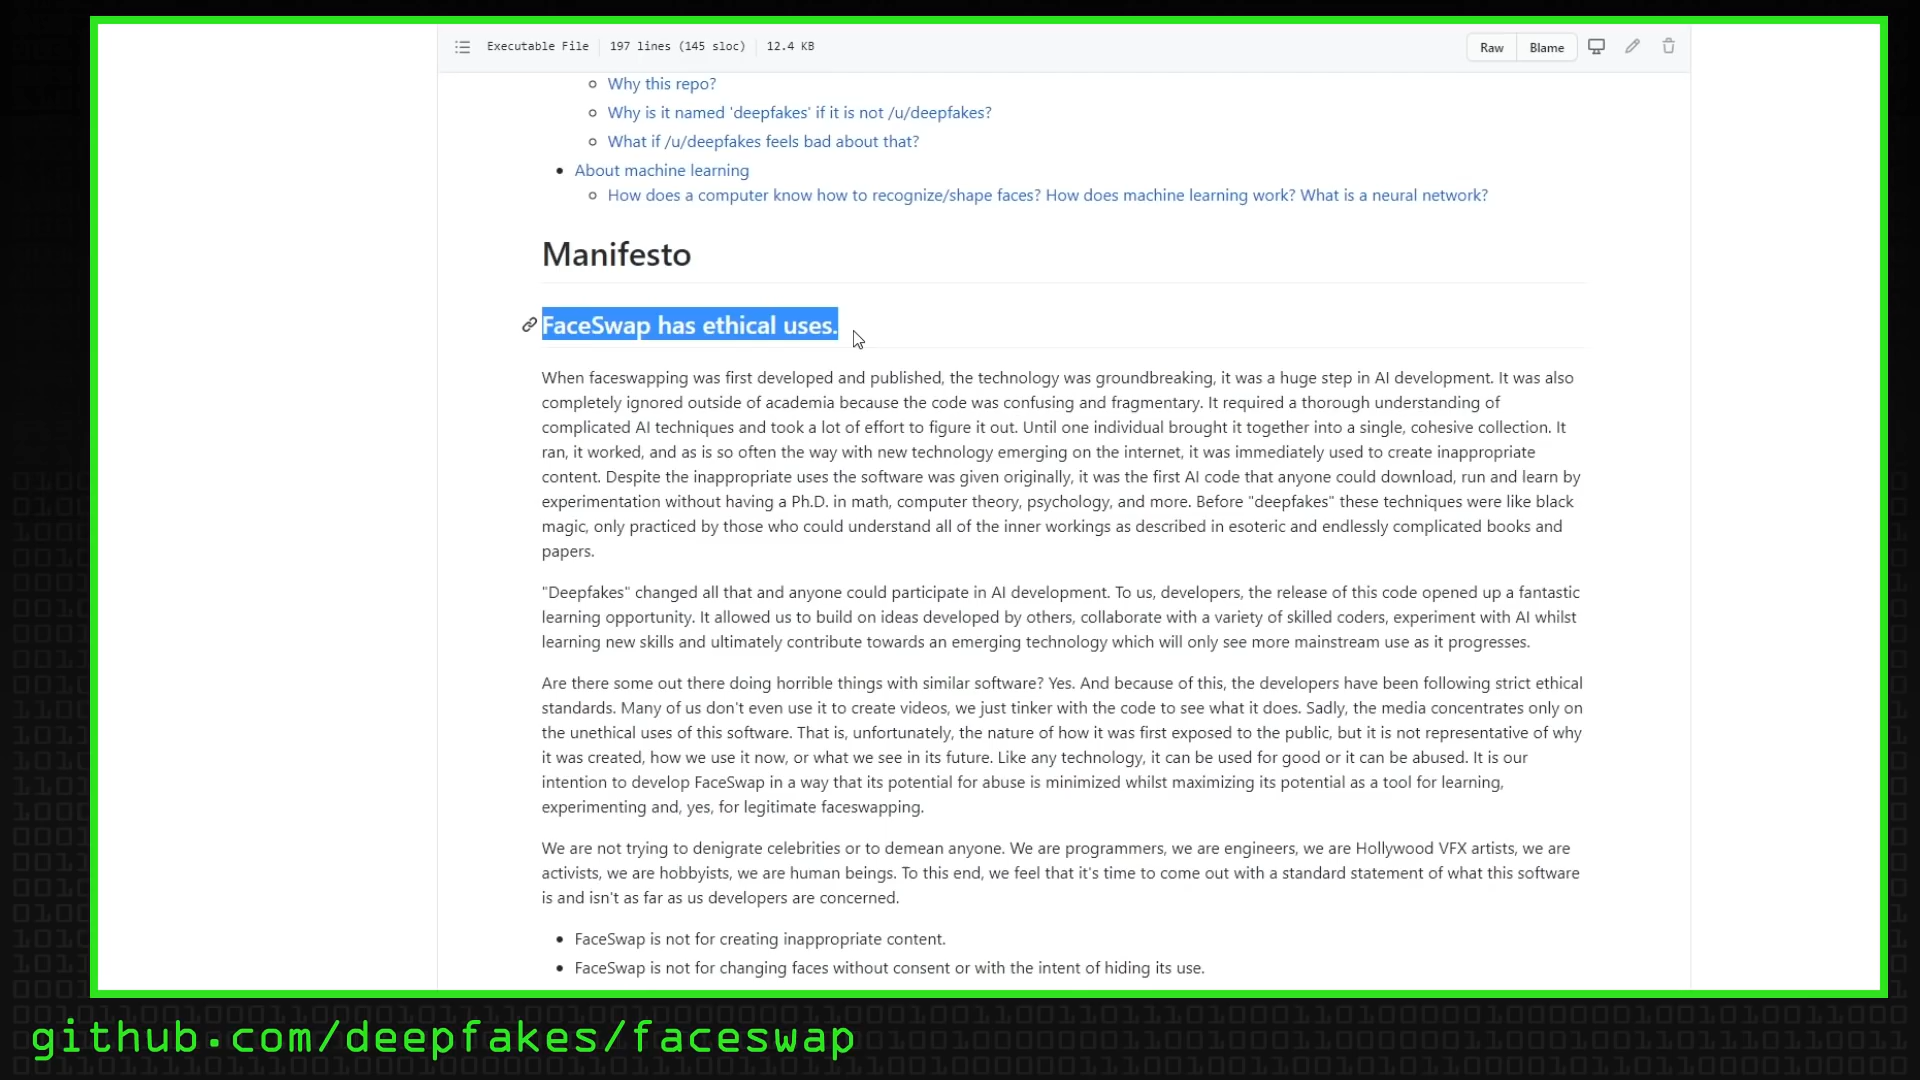 Executable File 197 lines (145 sloc) 12.4 KB Raw Blame
Why this repo?
Why is it named 'deepfakes' if it is not /u/deepfakes?
What if /u/deepfakes feels bad about that?
About machine learning
How does a computer know how to recognize/shape faces? How does machine learning work? What is a neural network?
Manifesto
FaceSwap has ethical uses.
When faceswapping was first developed and published, the technology was groundbreaking, it was a huge step in AI development. It was also
completely ignored outside of academia because the code was confusing and fragmentary. It required a thorough understanding of
complicated AI techniques and took a lot of effort to figure it out. Until one individual brought it together into a single, cohesive collection. It
ran, it worked, and as is so often the way with new technology emerging on the internet, it was immediately used to create inappropriate
content. Despite the inappropriate uses the software was given originally, it was the first AI code that anyone could download, run and learn by
experimentation without having a Ph.D. in math, computer theory, psychology, and more. Before "deepfakes" these techniques were like black
magic, only practiced by those who could understand all of the inner workings as described in esoteric and endlessly complicated books and
papers.
"Deepfakes" changed all that and anyone could participate in AI development. To us, developers, the release of this code opened up a fantastic
learning opportunity. It allowed us to build on ideas developed by others, collaborate with a variety of skilled coders, experiment with AI whilst
learning new skills and ultimately contribute towards an emerging technology which will only see more mainstream use as it progresses.
Are there some out there doing horrible things with similar software? Yes. And because of this, the developers have been following strict ethical
standards. Many of us don't even use it to create videos, we just tinker with the code to see what it does. Sadly, the media concentrates only on
the unethical uses of this software. That is, unfortunately, the nature of how it was first exposed to the public, but it is not representative of why
it was created, how we use it now, or what we see in its future. Like any technology, it can be used for good or it can be abused. It is our
intention to develop FaceSwap in a way that its potential for abuse is minimized whilst maximizing its potential as a tool for learning,
experimenting and, yes, for legitimate faceswapping.
We are not trying to denigrate celebrities or to demean anyone. We are programmers, we are engineers, we are Hollywood VFX artists, we are
activists, we are hobbyists, we are human beings. To this end, we feel that it's time to come out with a standard statement of what this software
is and isn't as far as us developers are concerned.
FaceSwap is not for creating inappropriate content.
FaceSwap is not for changing faces without consent or with the intent of hiding its use.
github.com/deepfakes/faceswap